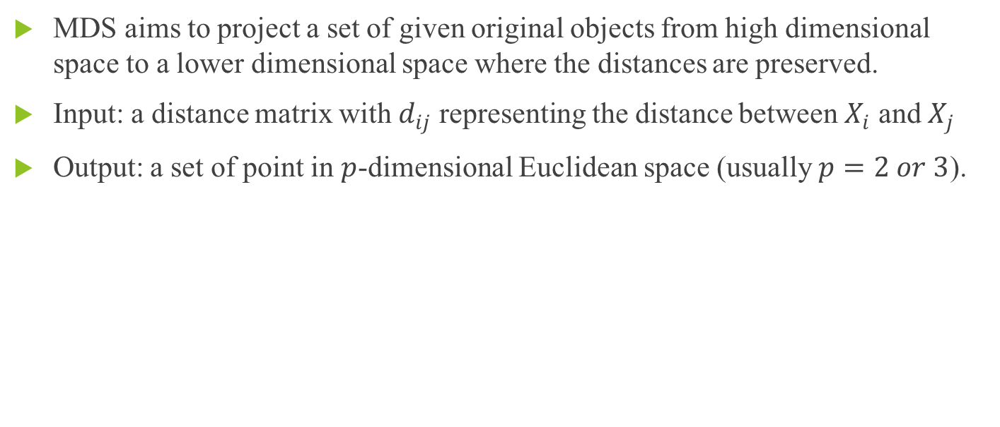 MDS aims to project a set of given original objects from high dimensional
space to a lower dimensional space where the distances are preserved.
Input: a distance matrix with d_{ij} representing the distance between X_i and X_j
Output: a set of point in p-dimensional Euclidean space (usually p = 2 or 3).